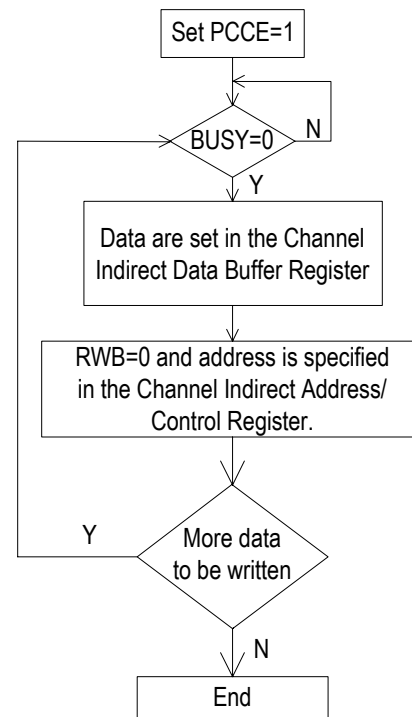 Set PCCE=1
BUSY=0
N
Y
Data are set in the Channel
Indirect Data Buffer Register
RWB=0 and address is specified
in the Channel Indirect Address/
Control Register.
Y
More data
to be written
N
End